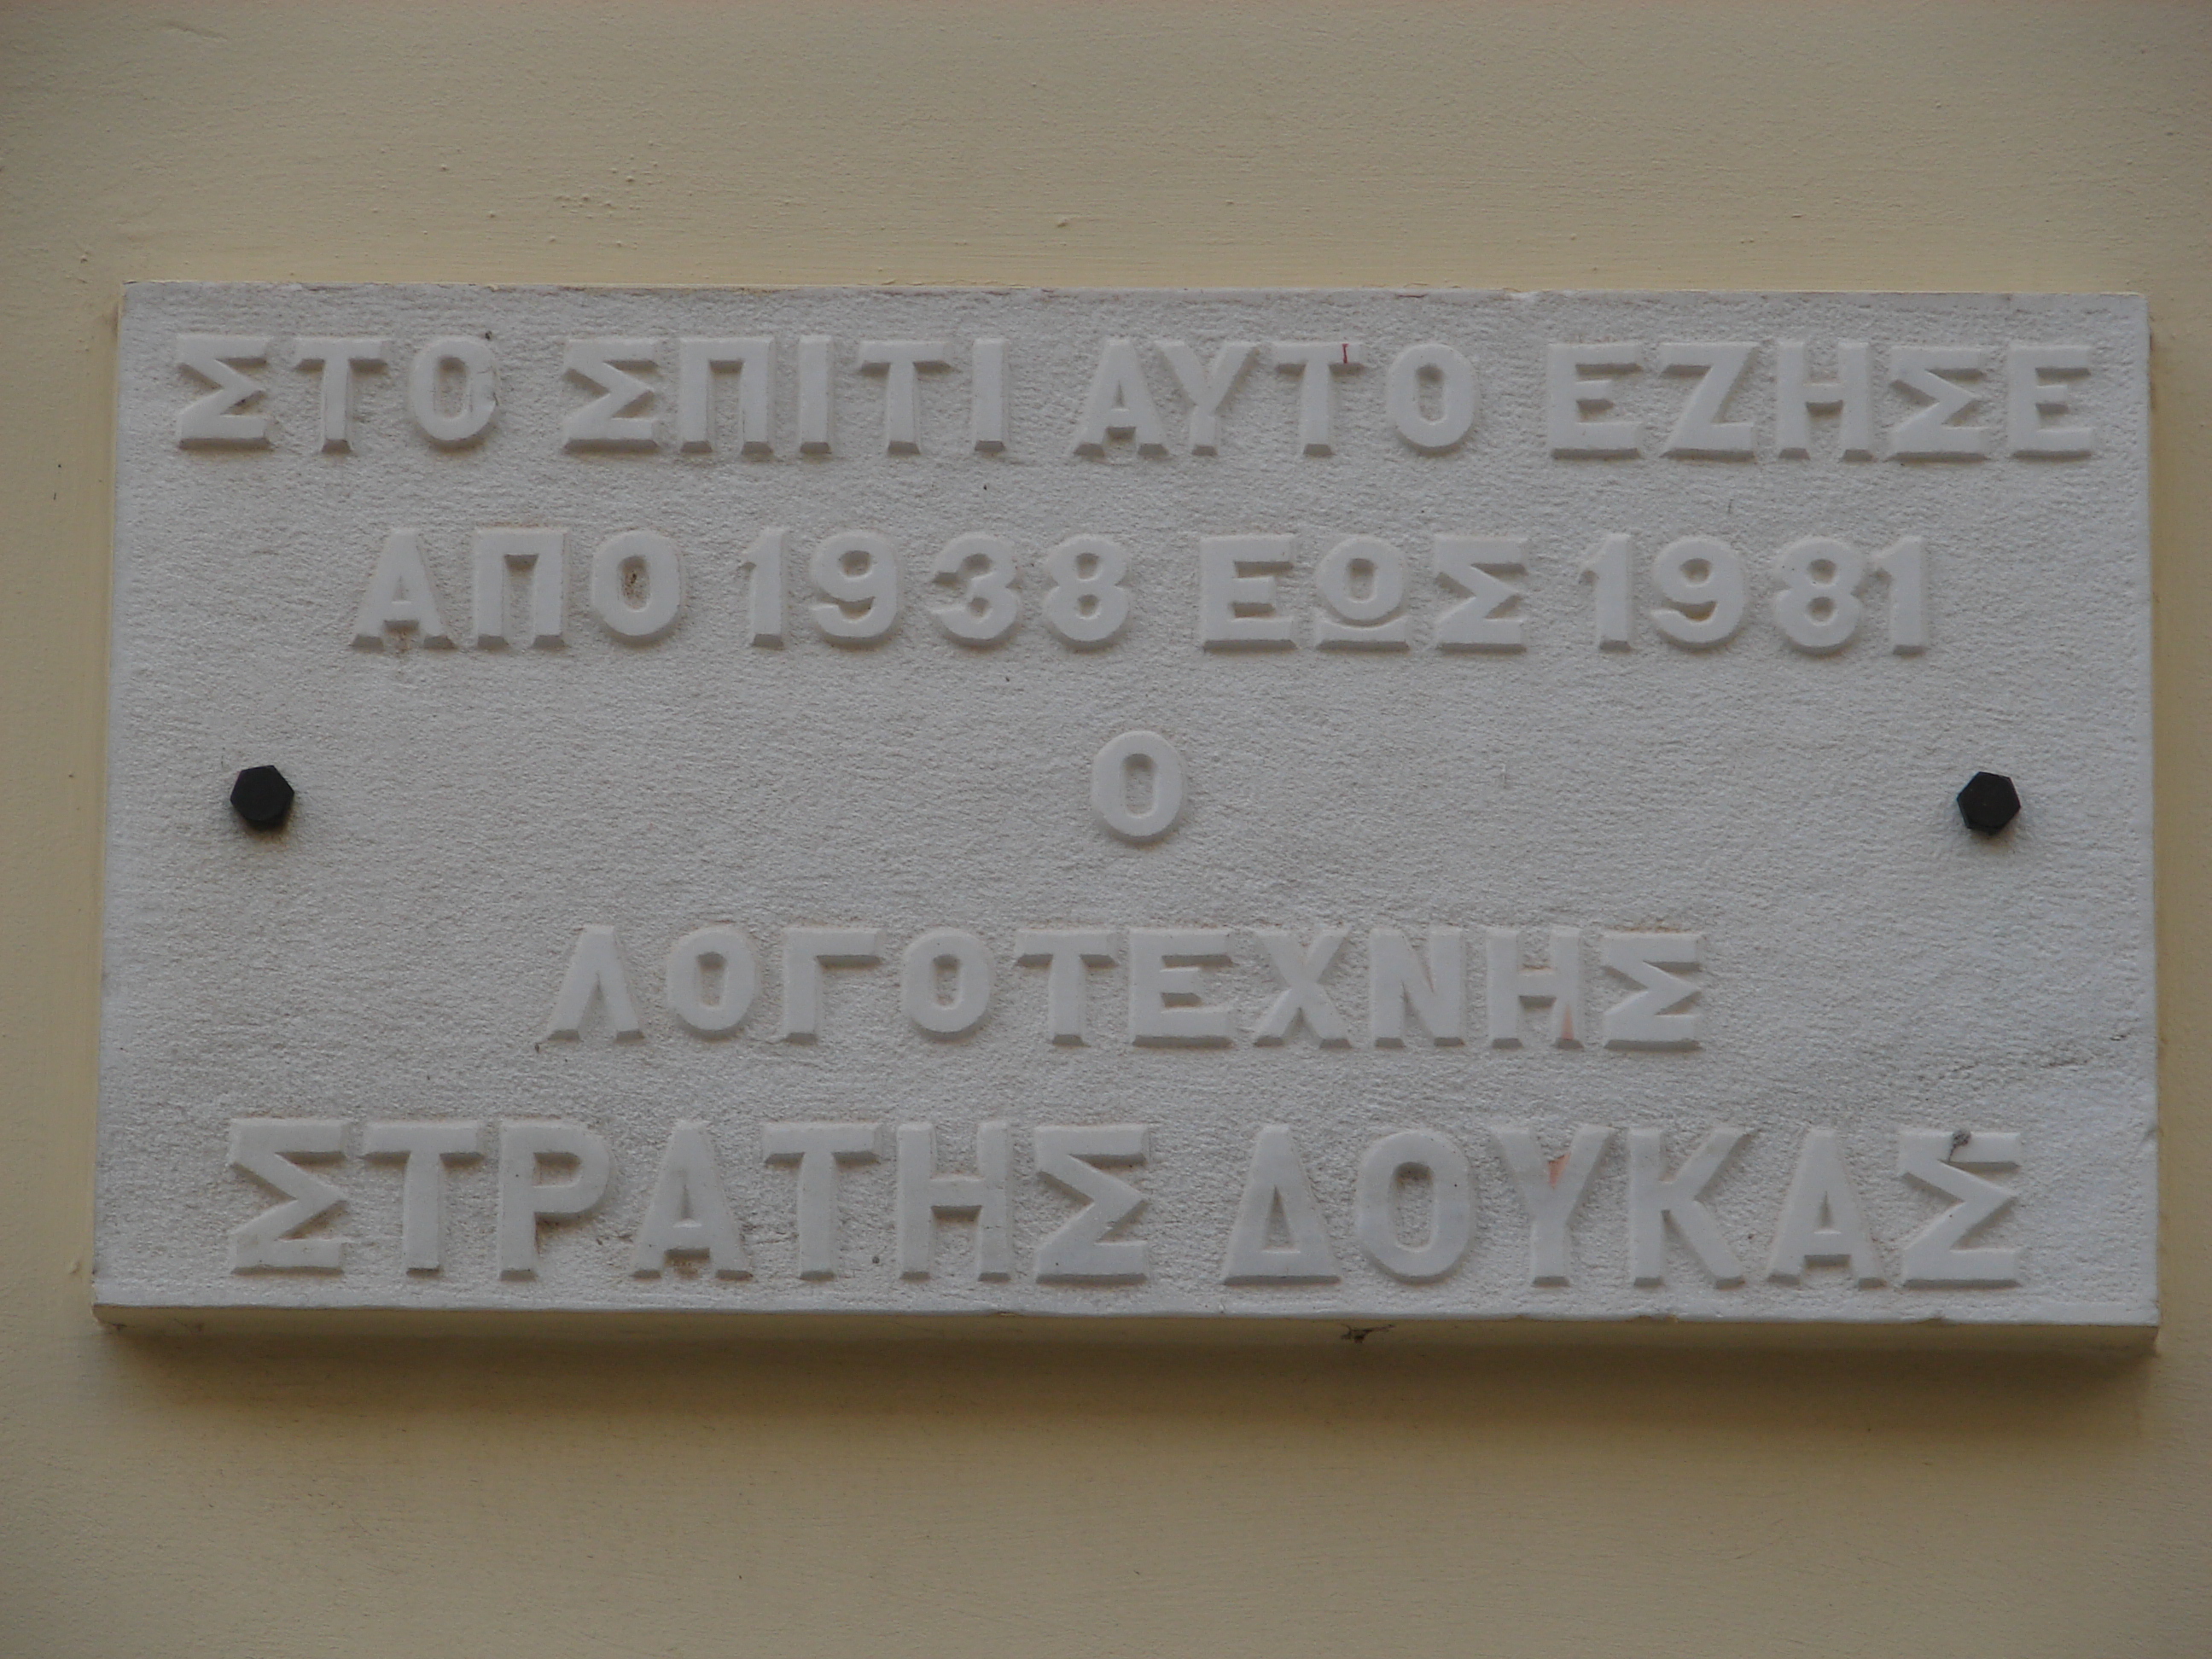 ΣΤΟ ΣΠΙΤΙ ΑΥΤΟ ΕΖΗΣΕ
ΑΠΟ 1938 ΕΩΣ 1981
Ο
ΛΟΓΟΤΕΧΝΗΣ
ΣΤΡΑΤΗΣ ΔΟΥΚΑΣ